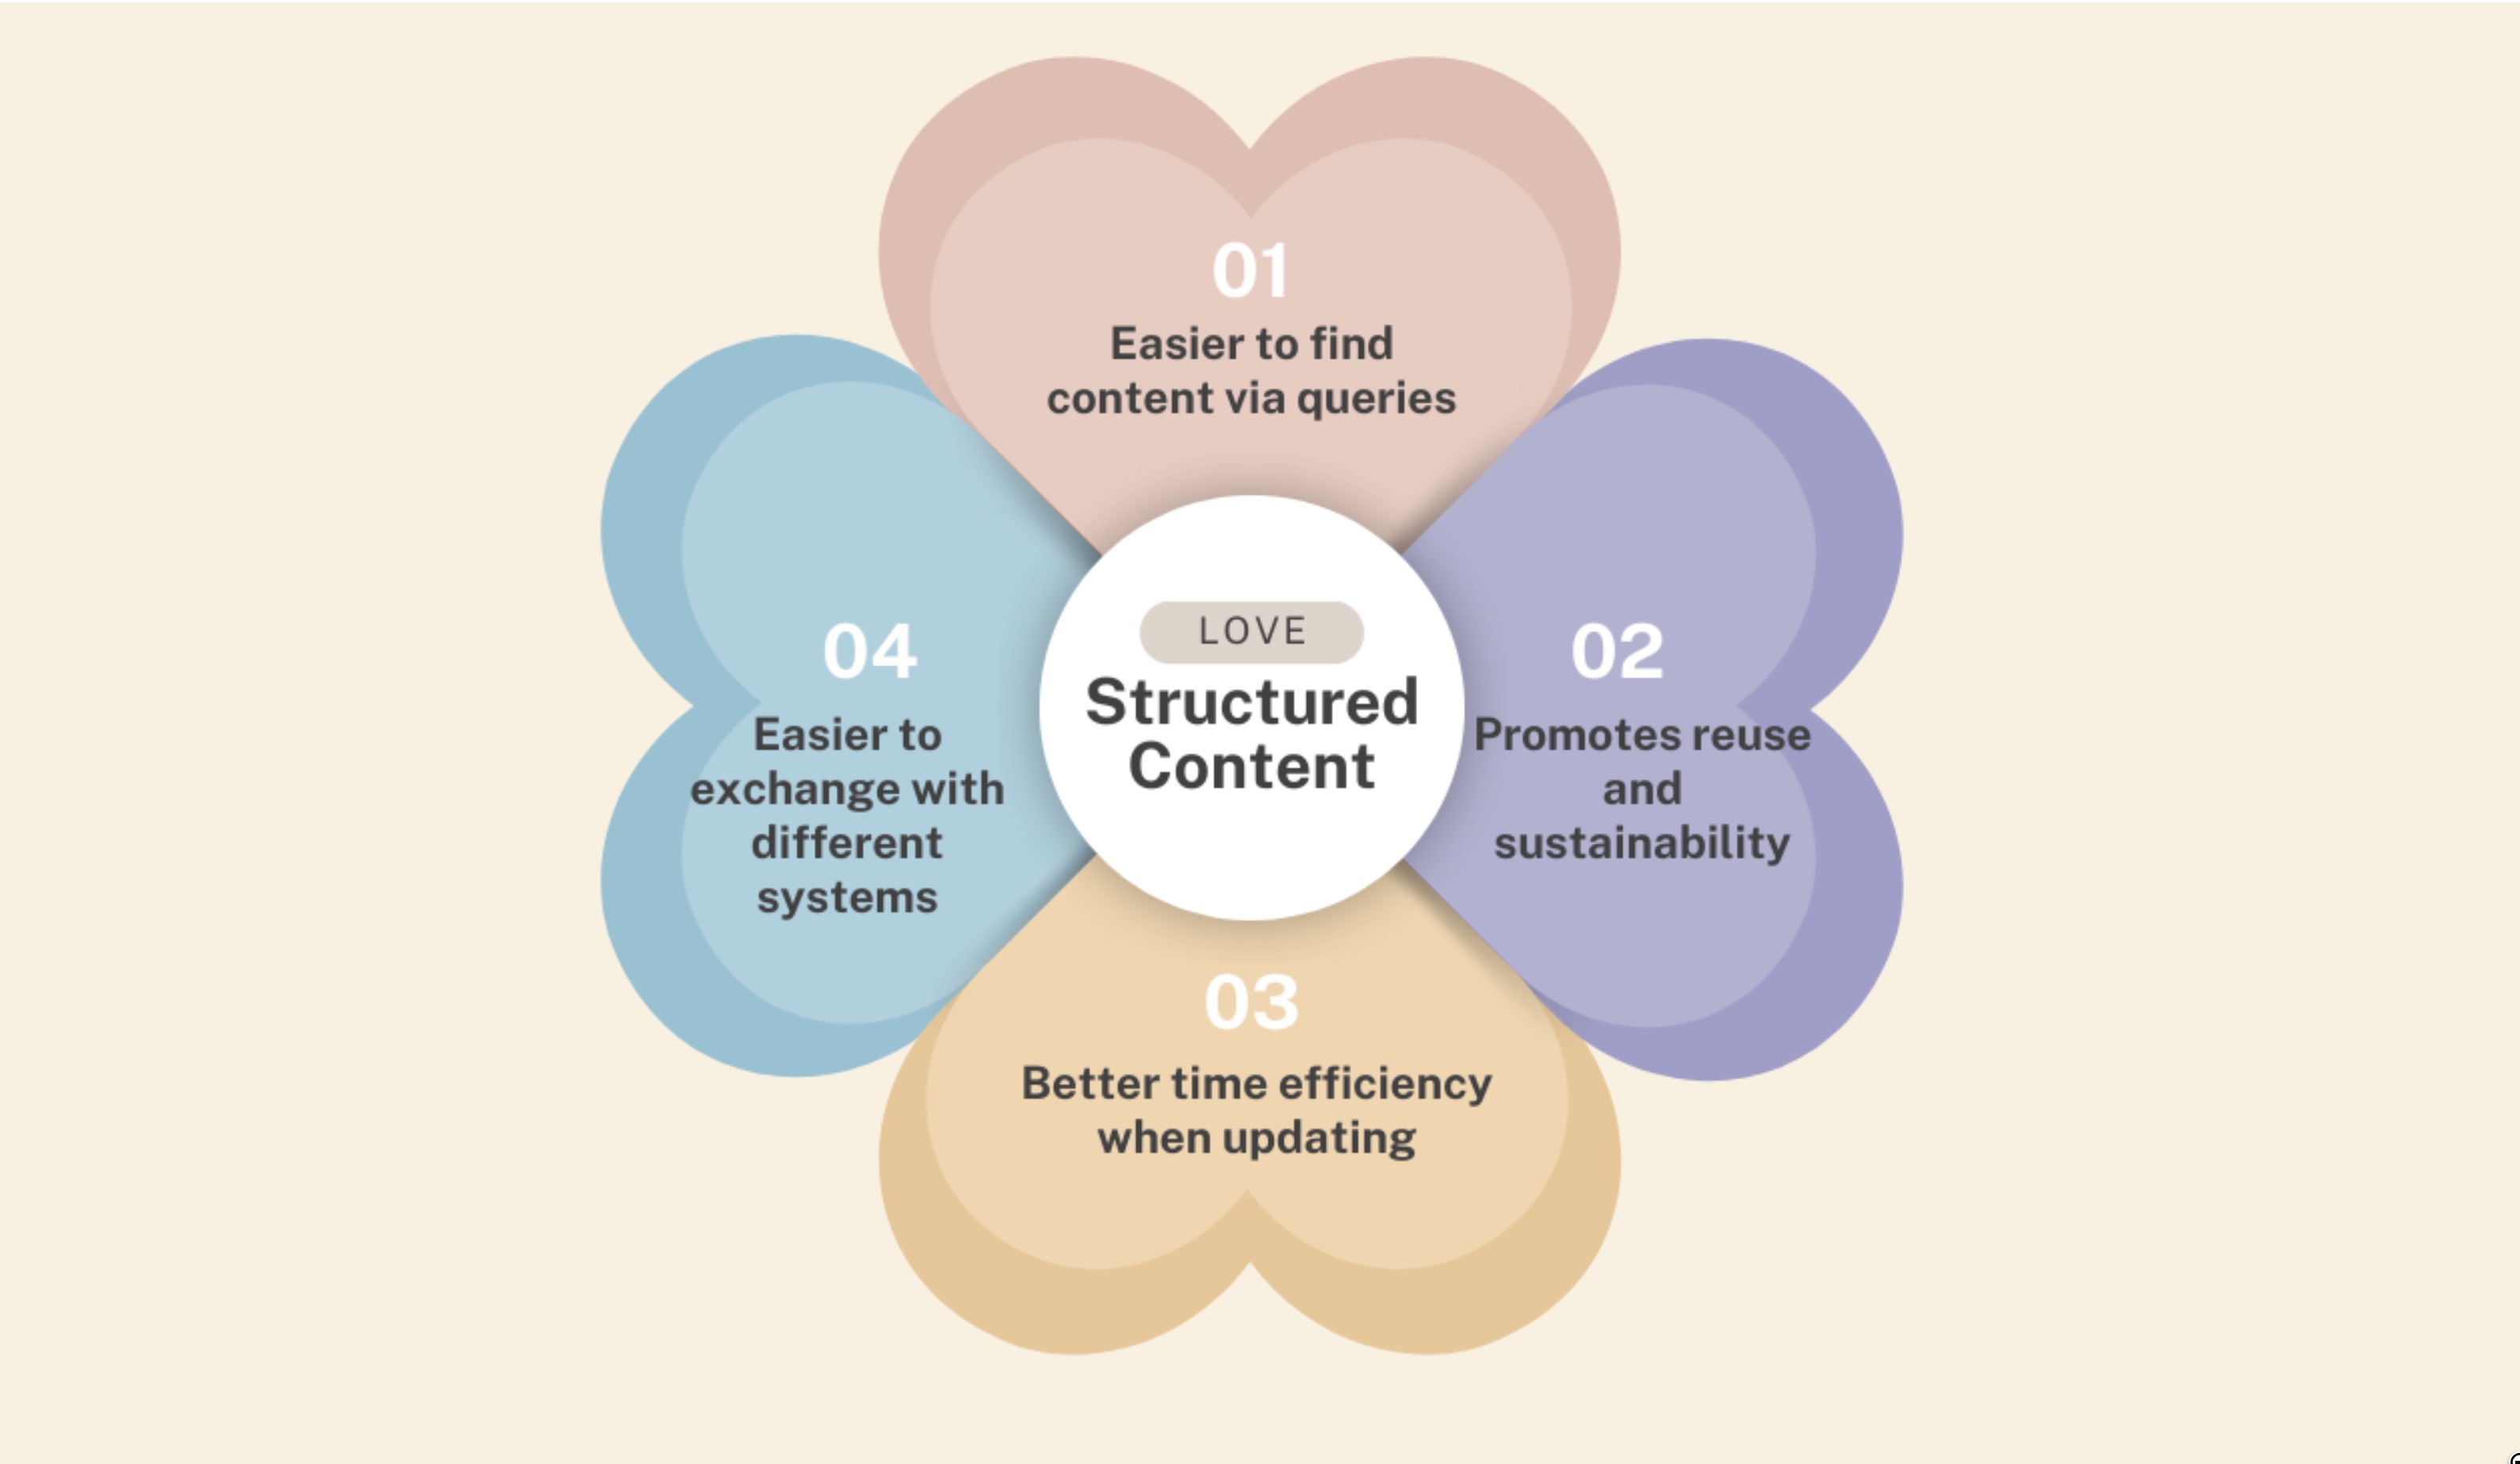 01
Easier to find
content via queries
LOVE
Structured
Content
02
Promotes reuse
and
sustainability
03
Better time efficiency
when updating
04
Easier to
exchange with
different
systems